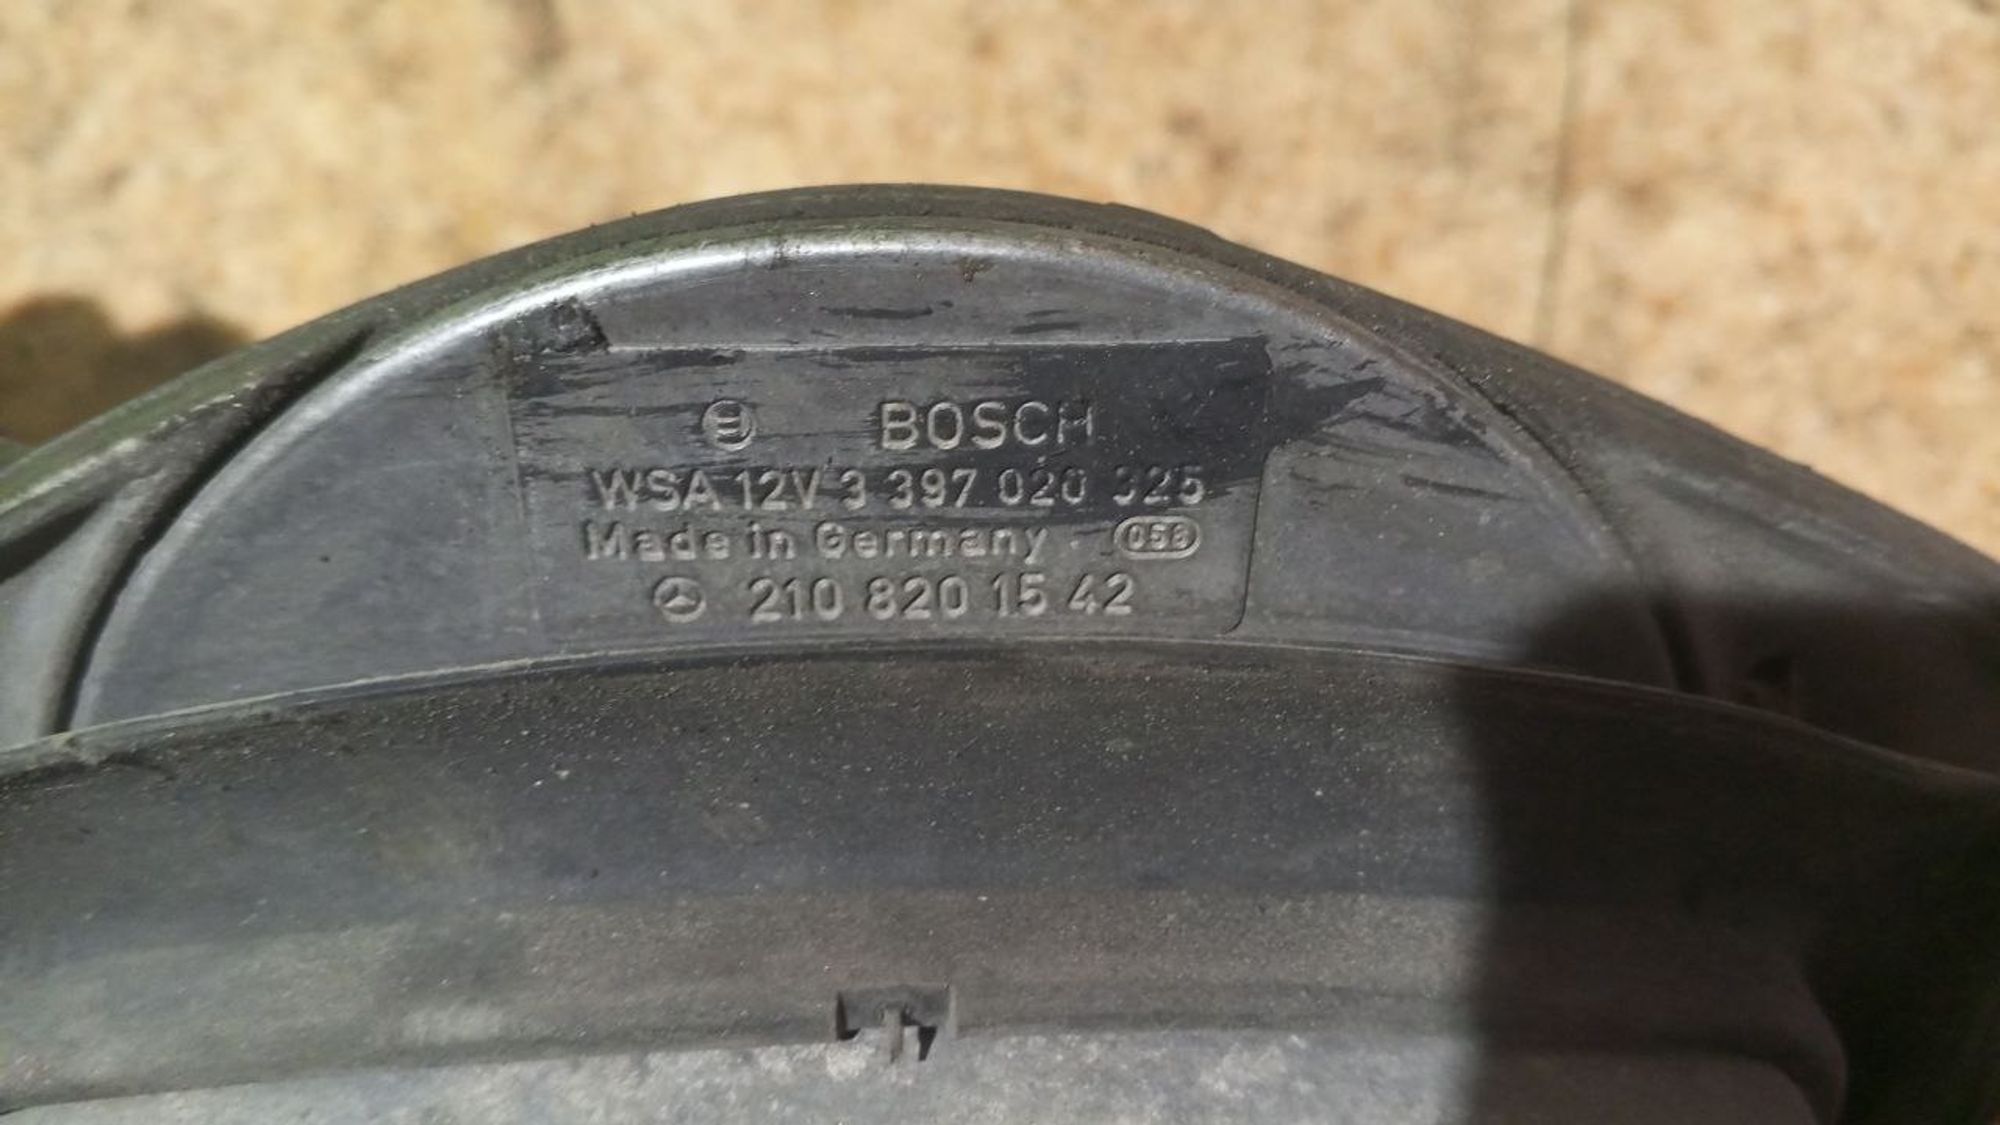 BOSCH
WSA 12V 3 397 020 325
Made in Germany 058
210 820 15 42